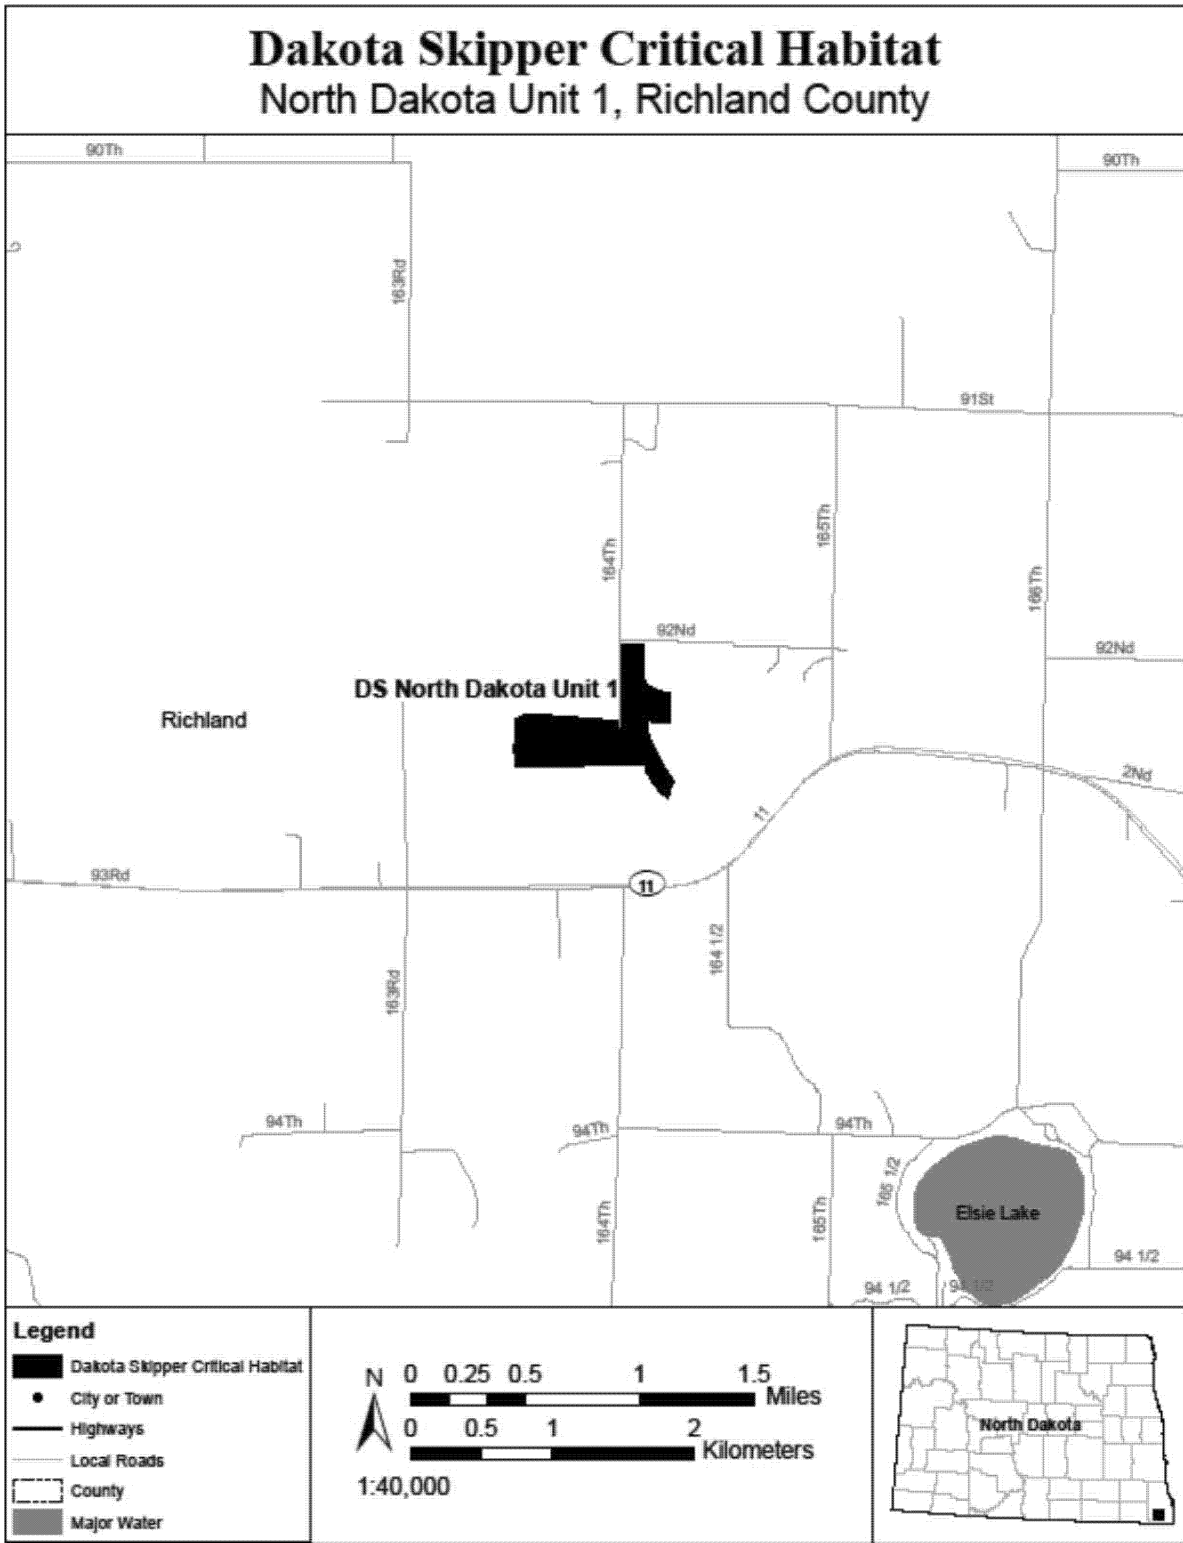 Dakota Skipper Critical Habitat
North Dakota Unit 1, Richland County
90Th
90Th
163Rd
91St
164Th
165Th
166Th
92Nd
92Nd
DS North Dakota Unit 1
Richland
2Nd
11
93Rd
11
164 1/2
163Rd
94Th
94Th
94Th
165 1/2
164Th
165Th
Elsie Lake
94 1/2
94 1/2
94 1/2
Legend
Dakota Skipper Critical Habitat
City or Town
Highways
Local Roads
County
Major Water
N
0 0.25 0.5 1 1.5
Miles
0 0.5 1 2
Kilometers
1:40,000
North Dakota